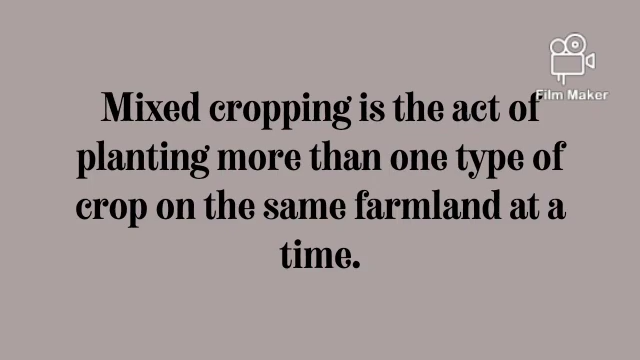 Film Maker
Mixed cropping is the act of
planting more than one type of
crop on the same farmland at a
time.